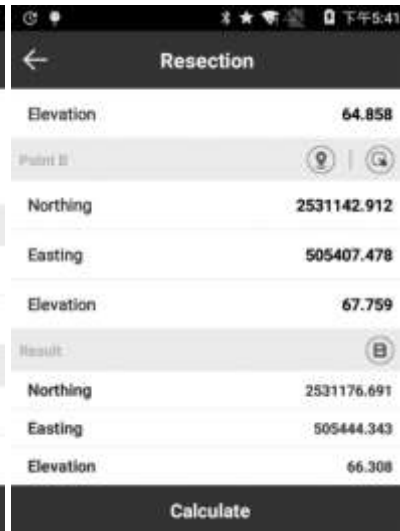 下午5:41
Resection
Elevation 64.858
Point B
Northing 2531142.912
Easting 505407.478
Elevation 67.759
Result
Northing 2531176.691
Easting 505444.343
Elevation 66.308
Calculate